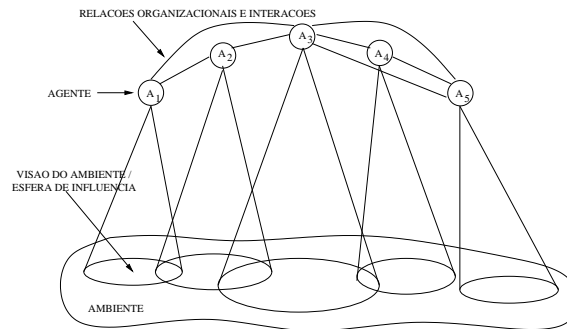 RELACOES ORGANIZACIONAIS E INTERACOES
A3
A2
A4
AGENTE
A1
A5
VISAO DO AMBIENTE /
ESFERA DE INFLUENCIA
AMBIENTE